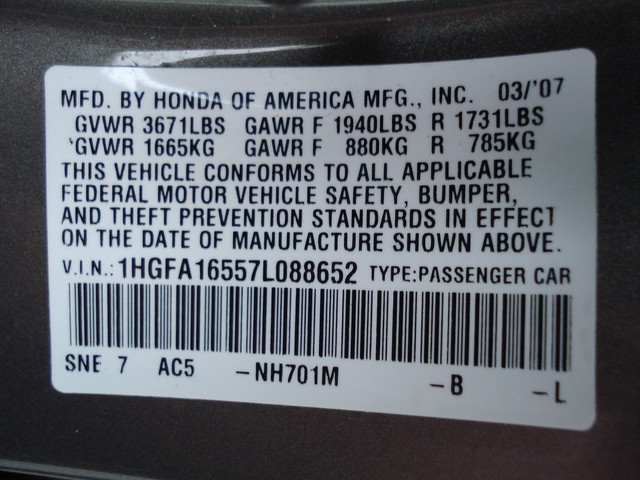 MFD. BY HONDA OF AMERICA MFG., INC. 03/'07
GVWR 3671LBS GAWR F 1940LBS R 1731LBS
GVWR 1665KG GAWR F 880KG R 785KG
THIS VEHICLE CONFORMS TO ALL APPLICABLE
FEDERAL MOTOR VEHICLE SAFETY, BUMPER,
AND THEFT PREVENTION STANDARDS IN EFFECT
ON THE DATE OF MANUFACTURE SHOWN ABOVE.
V.I.N.:1HGFA16557L088652 TYPE:PASSENGER CAR
SNE 7 AC5 -NH701M -B -L